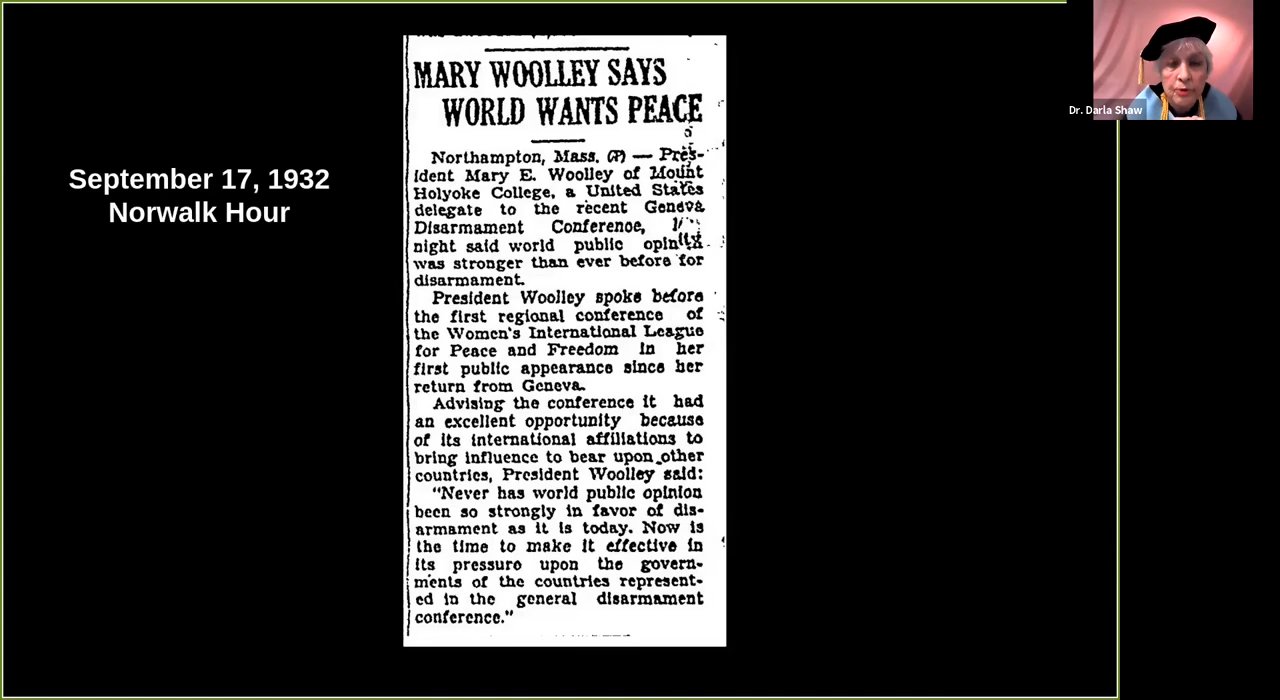 September 17, 1932
Norwalk Hour
MARY WOOLLEY SAYS
WORLD WANTS PEACE
Northampton, Mass. (AP) — Pres-
ident Mary E. Woolley of Mount
Holyoke College, a United States
delegate to the recent Geneva
Disarmament Conference,
night said world public opinion
was stronger than ever before for
disarmament.
President Woolley spoke before
the first regional conference of
the Women's International League
for Peace and Freedom in her
first public appearance since her
return from Geneva.
Advising the conference it had
an excellent opportunity because
of its international affiliations to
bring influence to bear upon other
countries, President Woolley said:
"Never has world public opinion
been so strongly in favor of dis-
armament as it is today. Now is
the time to make it effective in
its pressure upon the govern-
ments of the countries represent-
ed in the general disarmament
conference."
Dr. Darla Shaw